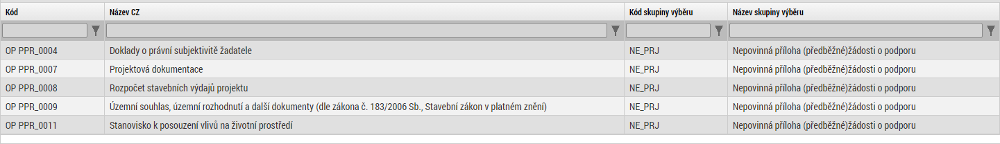 Kód Název CZ Kód skupiny výběru Název skupiny výběru
OP PPR_0004 Doklady o právní subjektivitě žadatele NE_PRJ Nepovinná příloha (předběžné)žádosti o podporu
OP PPR_0007 Projektová dokumentace NE_PRJ Nepovinná příloha (předběžné)žádosti o podporu
OP PPR_0008 Rozpočet stavebních výdajů projektu NE_PRJ Nepovinná příloha (předběžné)žádosti o podporu
OP PPR_0009 Územní souhlas, územní rozhodnutí a další dokumenty (dle zákona č. 183/2006 Sb., Stavební zákon v platném znění) NE_PRJ Nepovinná příloha (předběžné)žádosti o podporu
OP PPR_0011 Stanovisko k posouzení vlivů na životní prostředí NE_PRJ Nepovinná příloha (předběžné)žádosti o podporu